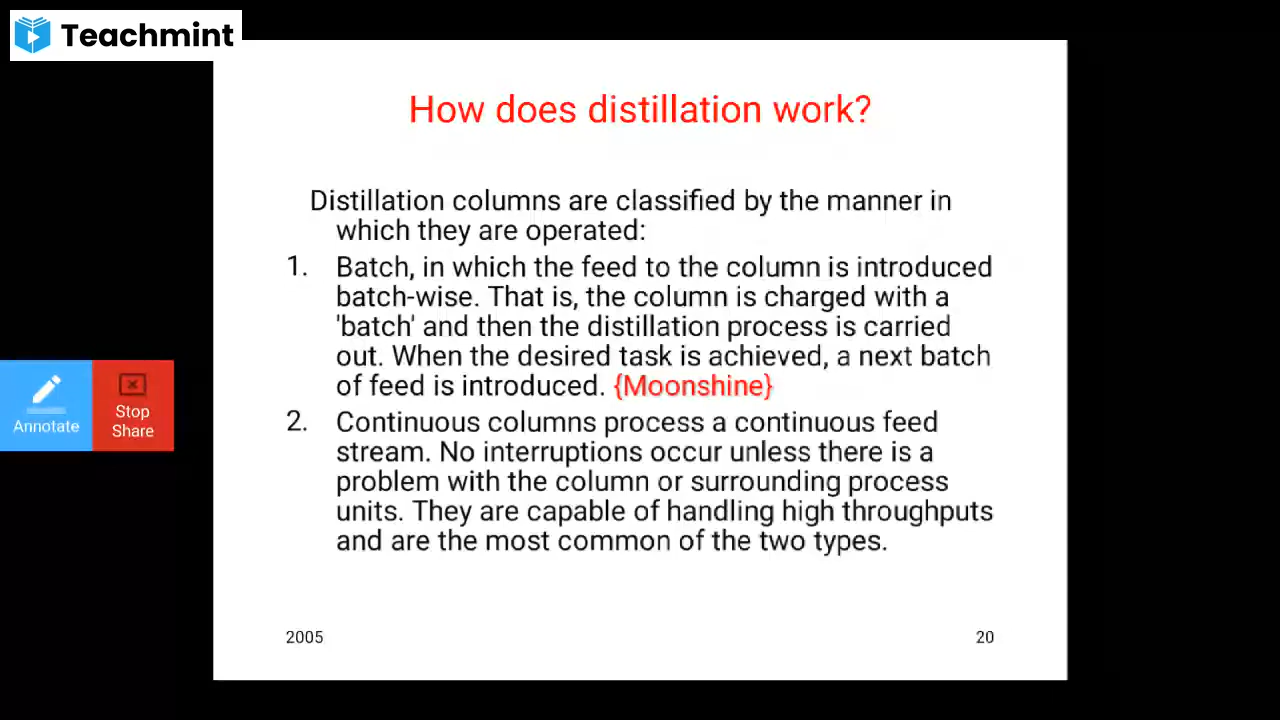 Teachmint
How does distillation work?
Distillation columns are classified by the manner in
which they are operated:
1. Batch, in which the feed to the column is introduced
batch-wise. That is, the column is charged with a
'batch' and then the distillation process is carried
out. When the desired task is achieved, a next batch
of feed is introduced. {Moonshine}
2. Continuous columns process a continuous feed
stream. No interruptions occur unless there is a
problem with the column or surrounding process
units. They are capable of handling high throughputs
and are the most common of the two types.
Annotate
Stop
Share
2005
20